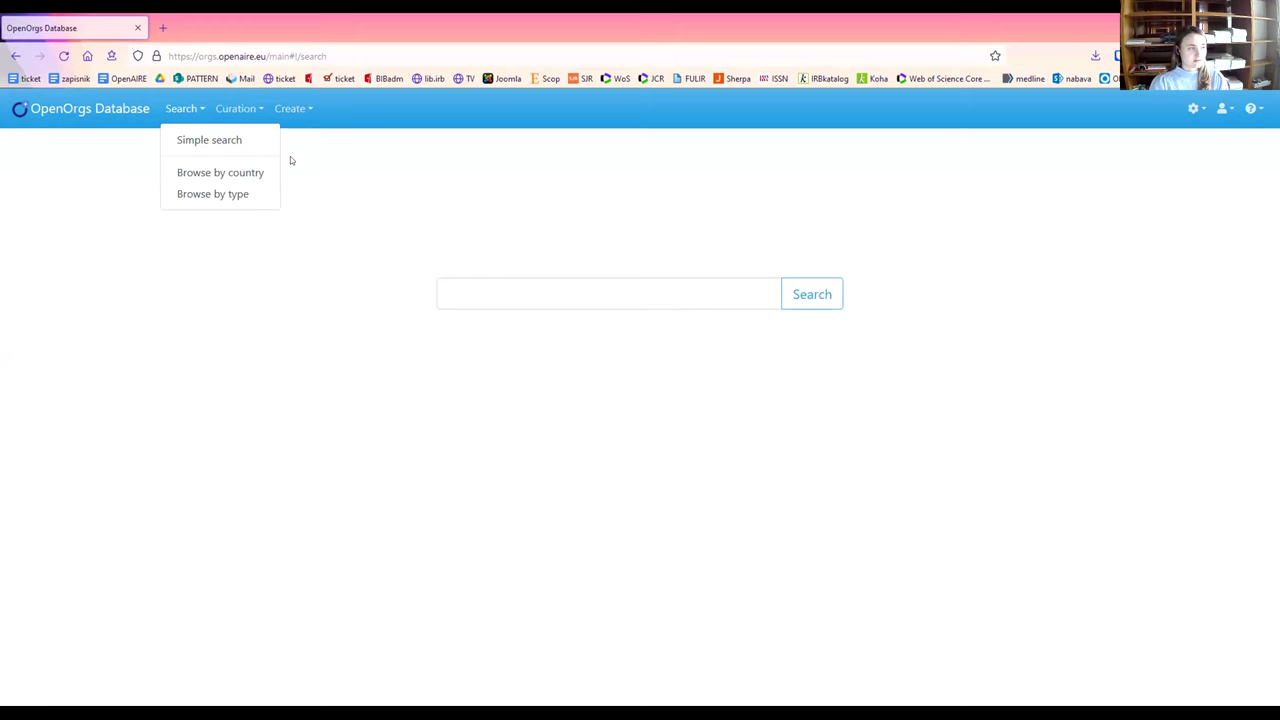 OpenOrgs Database
https://orgs.openaire.eu/main#!/search
ticket zapisnik OpenAIRE PATTERN Mail ticket ticket BIBadm lib.irb TV Joomla Scop SJR WoS JCR FULIR Sherpa ISSN IRBkatalog Koha Web of Science Core ... medline nabava
OpenOrgs Database Search Curation Create
Simple search
Browse by country
Browse by type
Search